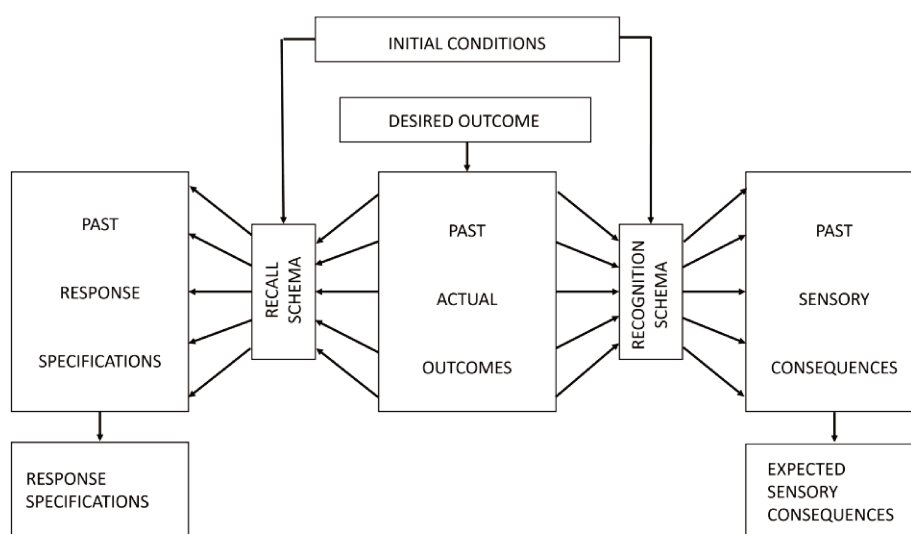 INITIAL CONDITIONS
DESIRED OUTCOME
PAST
RESPONSE
SPECIFICATIONS
RECALL
SCHEMA
PAST
ACTUAL
OUTCOMES
RECOGNITION
SCHEMA
PAST
SENSORY
CONSEQUENCES
RESPONSE
SPECIFICATIONS
EXPECTED
SENSORY
CONSEQUENCES